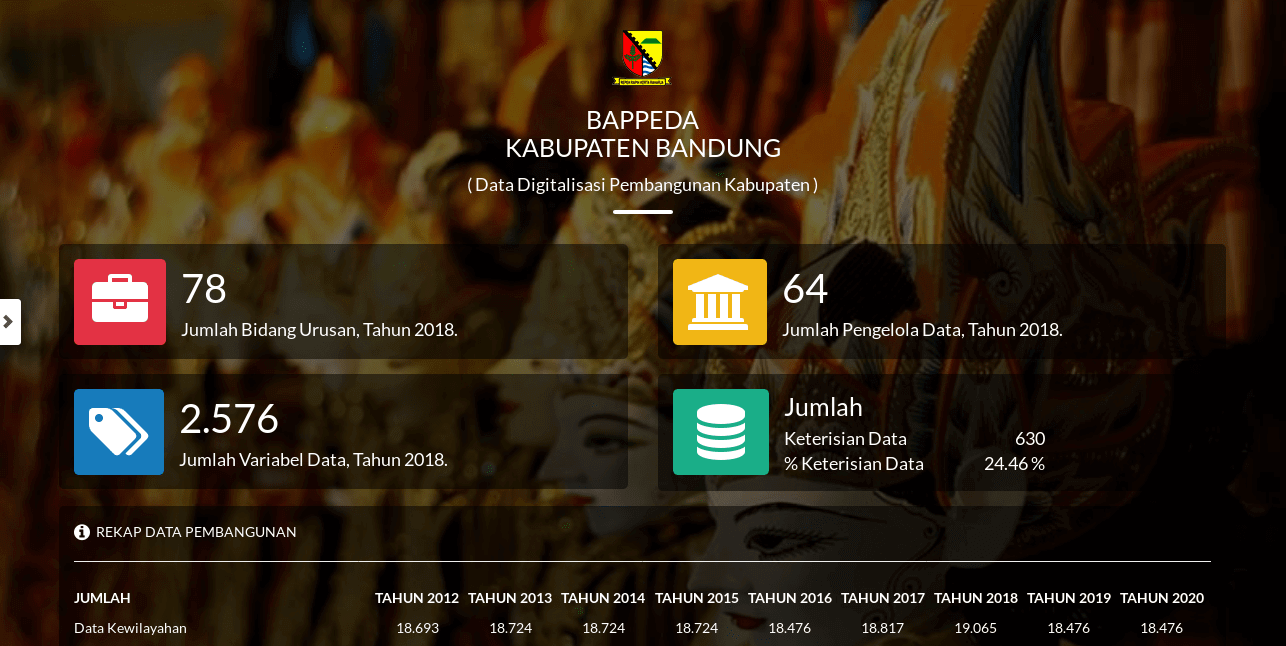 BAPPEDA
KABUPATEN BANDUNG
( Data Digitalisasi Pembangunan Kabupaten )
78
Jumlah Bidang Urusan, Tahun 2018.
64
Jumlah Pengelola Data, Tahun 2018.
2.576
Jumlah Variabel Data, Tahun 2018.
Jumlah
Keterisian Data 630
% Keterisian Data 24.46 %
REKAP DATA PEMBANGUNAN
JUMLAH TAHUN 2012 TAHUN 2013 TAHUN 2014 TAHUN 2015 TAHUN 2016 TAHUN 2017 TAHUN 2018 TAHUN 2019 TAHUN 2020
Data Kewilayahan 18.693 18.724 18.724 18.724 18.476 18.817 19.065 18.476 18.476